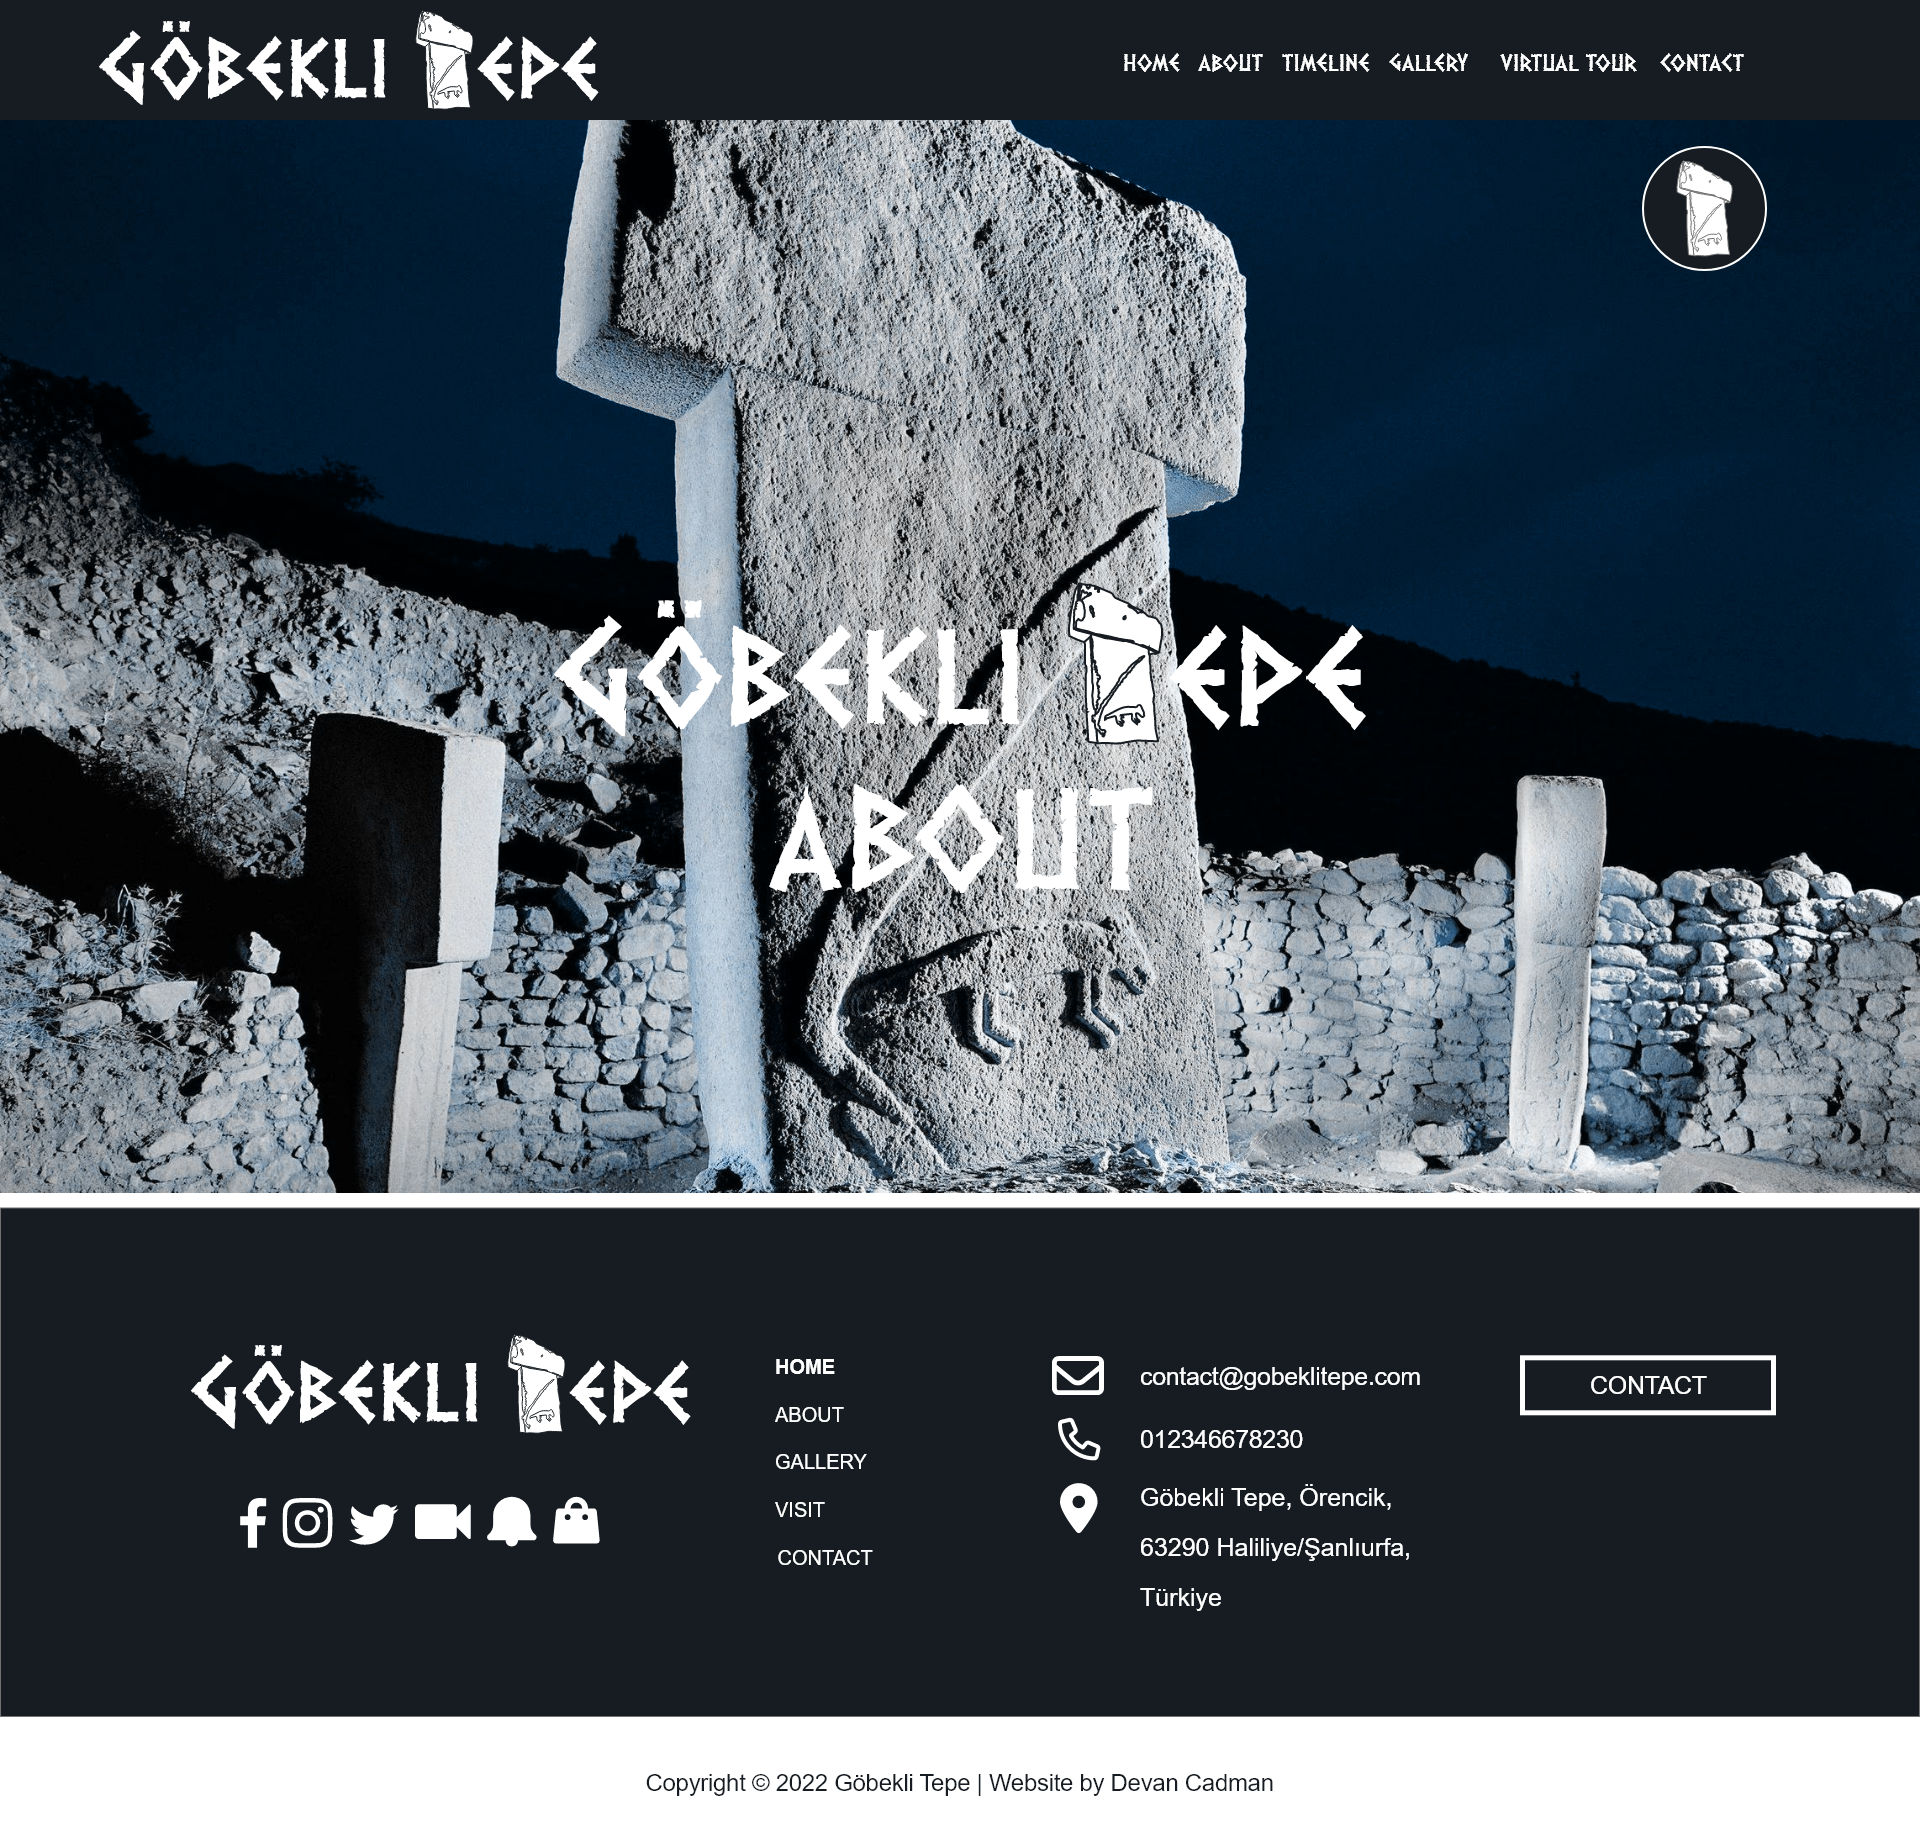 GÖBEKLI TEPE
HOME ABOUT TIMELINE GALLERY VIRTUAL TOUR CONTACT
GÖBEKLI TEPE
ABOUT
GÖBEKLI TEPE
HOME
ABOUT
GALLERY
VISIT
CONTACT
contact@gobeklitepe.com
012346678230
Göbekli Tepe, Örencik,
63290 Haliliye/Şanlıurfa,
Türkiye
CONTACT
Copyright © 2022 Göbekli Tepe | Website by Devan Cadman